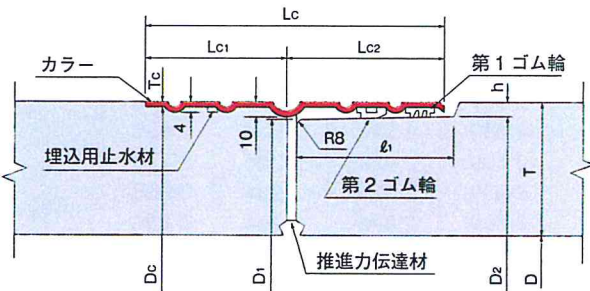 Lc
Lc1
Lc2
カラー
Tc
第1ゴム輪
h
4
10
R8
埋込用止水材
ℓ1
第2ゴム輪
T
推進力伝達材
Dc
D1
D2
D